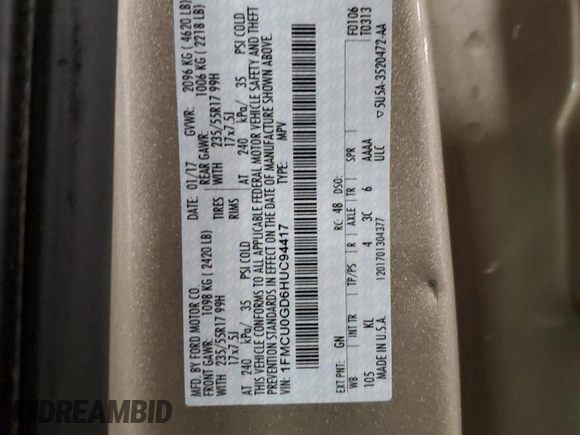 MFD. BY FORD MOTOR CO.
DATE: 01/17 GVWR: 2096 KG ( 4620 LB)
FRONT GAWR: 1098 KG ( 2420 LB) REAR GAWR: 1006 KG ( 2218 LB)
WITH 235/55R17 99H TIRES WITH 235/55R17 99H
17x7.5J RIMS 17x7.5J
AT 240 kPa/ 35 PSI COLD AT 240 kPa/ 35 PSI COLD
THIS VEHICLE CONFORMS TO ALL APPLICABLE FEDERAL MOTOR VEHICLE SAFETY AND THEFT
PREVENTION STANDARDS IN EFFECT ON THE DATE OF MANUFACTURE SHOWN ABOVE.
VIN: 1FMCU0GD6HUC94417 TYPE: MPV
F0106
T0313
EXT PNT: GN RC: 48 DSO:
WB INT TR TP/PS R AXLE TR SPR
105 KL 4 3C 6 AAAA
ULC
MADE IN U.S.A. 1201701304377
5U5A-3520472-AA
DREAMBID